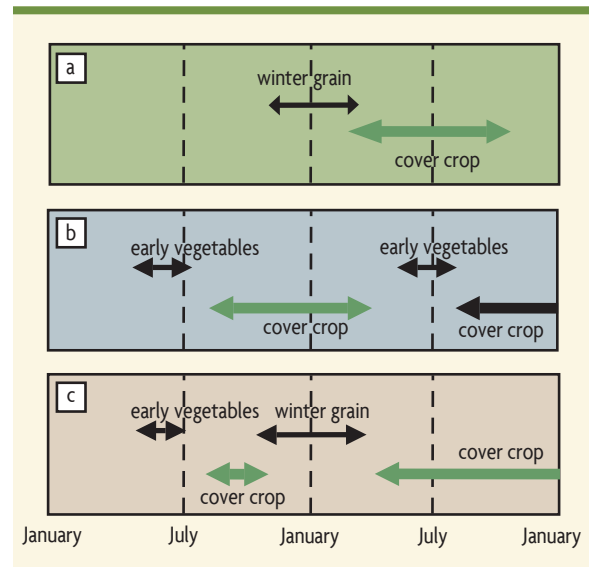 a
winter grain
cover crop
b
early vegetables
early vegetables
cover crop
cover crop
c
early vegetables
winter grain
cover crop
cover crop
January
July
January
July
January